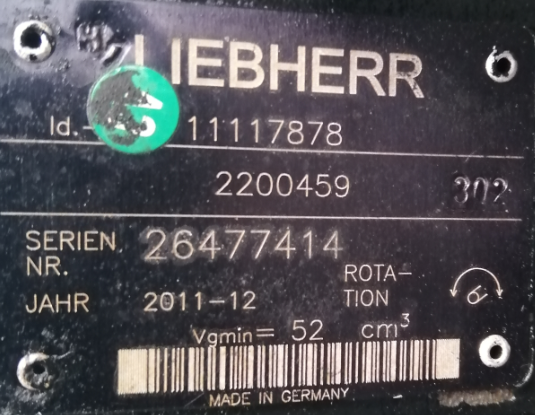 LIEBHERR
Id.- 11117878
2200459 302
SERIEN NR. 26477414
JAHR 2011-12 ROTA-TION
Vgmin= 52 cm³
MADE IN GERMANY